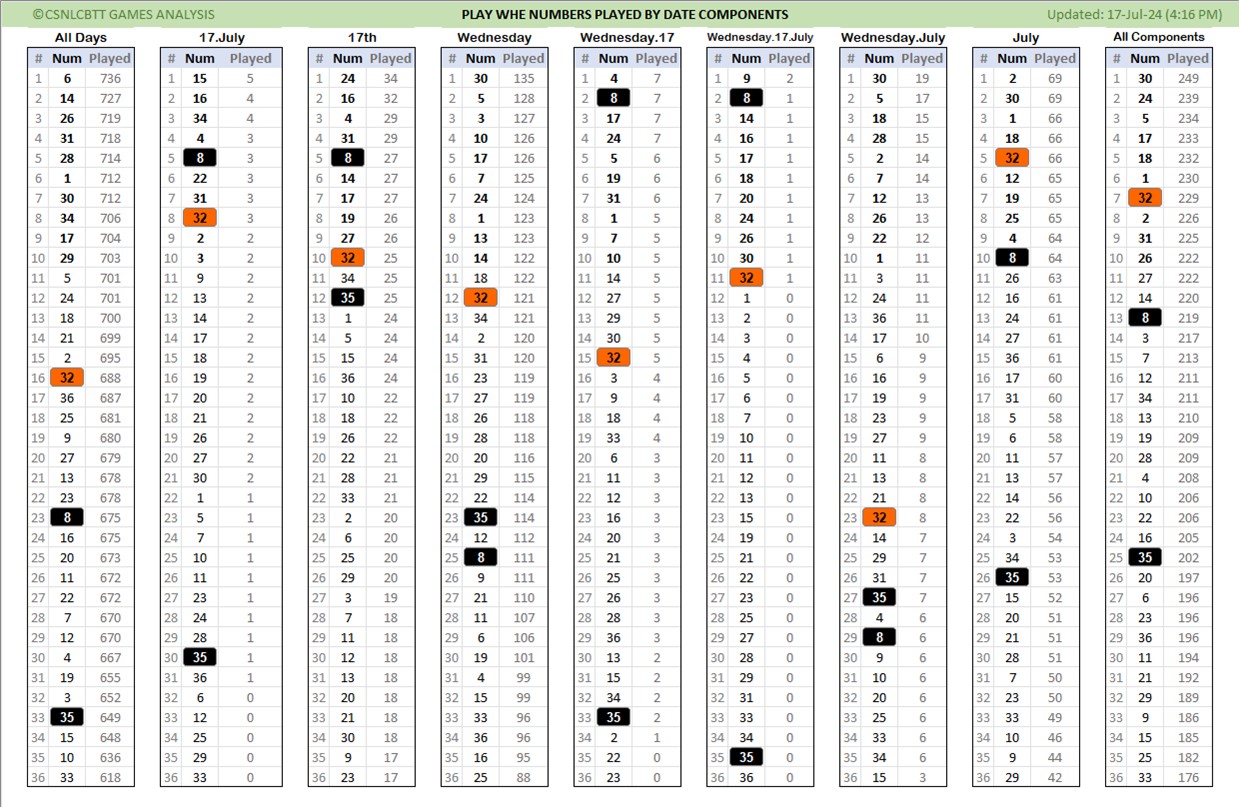 ©CSNLCBTT GAMES ANALYSIS PLAY WHE NUMBERS PLAYED BY DATE COMPONENTS Updated: 17-Jul-24 (4:16 PM)
All Days 17.July 17th Wednesday Wednesday.17 Wednesday.17.July Wednesday.July July All Components
# Num Played # Num Played # Num Played # Num Played # Num Played # Num Played # Num Played # Num Played # Num Played
1 6 736 1 15 5 1 24 34 1 30 135 1 4 7 1 9 2 1 30 19 1 2 69 1 30 249
2 14 727 2 16 4 2 16 32 2 5 128 2 8 7 2 8 1 2 5 17 2 30 69 2 24 239
3 26 719 3 34 4 3 4 29 3 3 127 3 17 7 3 14 1 3 18 15 3 1 66 3 5 234
4 31 718 4 4 3 4 31 29 4 10 126 4 24 7 4 16 1 4 28 15 4 18 66 4 17 233
5 28 714 5 8 3 5 8 27 5 17 126 5 5 6 5 17 1 5 2 14 5 32 66 5 18 232
6 1 712 6 22 3 6 14 27 6 7 125 6 19 6 6 18 1 6 7 14 6 12 65 6 1 230
7 30 712 7 31 3 7 17 27 7 24 124 7 31 6 7 20 1 7 12 13 7 19 65 7 32 229
8 34 706 8 32 3 8 19 26 8 1 123 8 1 5 8 24 1 8 26 13 8 25 65 8 2 226
9 17 704 9 2 2 9 27 26 9 13 123 9 7 5 9 26 1 9 22 12 9 4 64 9 31 225
10 29 703 10 3 2 10 32 25 10 14 122 10 10 5 10 30 1 10 1 11 10 8 64 10 26 222
11 5 701 11 9 2 11 34 25 11 18 122 11 14 5 11 32 1 11 3 11 11 26 63 11 27 222
12 24 701 12 13 2 12 35 25 12 32 121 12 27 5 12 1 0 12 24 11 12 16 61 12 14 220
13 18 700 13 14 2 13 1 24 13 34 121 13 29 5 13 2 0 13 36 11 13 24 61 13 8 219
14 21 699 14 17 2 14 5 24 14 2 120 14 30 5 14 3 0 14 17 10 14 27 61 14 3 217
15 2 695 15 18 2 15 15 24 15 31 120 15 32 5 15 4 0 15 6 9 15 36 61 15 7 213
16 32 688 16 19 2 16 36 24 16 23 119 16 3 4 16 5 0 16 16 9 16 17 60 16 12 211
17 36 687 17 20 2 17 10 22 17 27 119 17 9 4 17 6 0 17 19 9 17 31 60 17 34 211
18 25 681 18 21 2 18 18 22 18 26 118 18 18 4 18 7 0 18 23 9 18 5 58 18 13 210
19 9 680 19 26 2 19 26 22 19 28 118 19 33 4 19 10 0 19 27 9 19 6 58 19 19 209
20 27 679 20 27 2 20 22 21 20 20 116 20 6 3 20 11 0 20 11 8 20 11 57 20 28 209
21 13 678 21 30 2 21 28 21 21 29 115 21 11 3 21 12 0 21 13 8 21 13 57 21 4 208
22 23 678 22 1 1 22 33 21 22 22 114 22 12 3 22 13 0 22 21 8 22 14 56 22 10 206
23 8 675 23 5 1 23 2 20 23 35 114 23 16 3 23 15 0 23 32 8 23 22 56 23 22 206
24 16 675 24 7 1 24 6 20 24 12 112 24 20 3 24 19 0 24 14 7 24 3 54 24 16 205
25 20 673 25 10 1 25 25 20 25 8 111 25 21 3 25 21 0 25 29 7 25 34 53 25 35 202
26 11 672 26 11 1 26 29 20 26 9 111 26 25 3 26 22 0 26 31 7 26 35 53 26 20 197
27 22 672 27 23 1 27 3 19 27 21 110 27 26 3 27 23 0 27 35 7 27 15 52 27 6 196
28 7 670 28 24 1 28 7 18 28 11 107 28 28 3 28 25 0 28 4 6 28 20 51 28 23 196
29 12 670 29 28 1 29 11 18 29 6 106 29 36 3 29 27 0 29 8 6 29 21 51 29 36 196
30 4 667 30 35 1 30 12 18 30 19 101 30 13 2 30 28 0 30 9 6 30 28 51 30 11 194
31 19 655 31 36 1 31 13 18 31 4 99 31 15 2 31 29 0 31 10 6 31 7 50 31 21 192
32 3 652 32 6 0 32 20 18 32 15 99 32 34 2 32 31 0 32 20 6 32 23 50 32 29 189
33 35 649 33 12 0 33 21 18 33 33 96 33 35 2 33 33 0 33 25 6 33 33 49 33 9 186
34 15 648 34 25 0 34 30 18 34 36 96 34 2 1 34 34 0 34 33 6 34 10 46 34 15 185
35 10 636 35 29 0 35 9 17 35 16 95 35 22 0 35 35 0 35 34 6 35 9 44 35 25 182
36 33 618 36 33 0 36 23 17 36 25 88 36 23 0 36 36 0 36 15 3 36 29 42 36 33 176